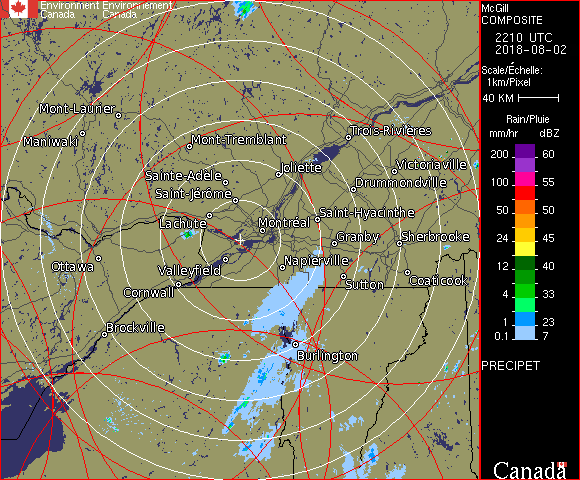 Environment Environnement
Canada Canada
McGill
COMPOSITE
2210 UTC
2018-08-02
Scale/Échelle:
1km/Pixel
40 KM
Rain/Pluie
mm/hr dBZ
200 60
55
100 55
50 50
24 45
12 40
4 33
1 23
0.1 7
PRECIPET
Canada
Mont-Laurier
Maniwaki
Mont-Tremblant
Trois-Rivières
Sainte-Adèle
Joliette
Victoriaville
Saint-Jérôme
Drummondville
Lachute
Montréal
Saint-Hyacinthe
Granby
Sherbrooke
Ottawa
Valleyfield
Napierville
Cornwall
Sutton
Coaticook
Brockville
Burlington